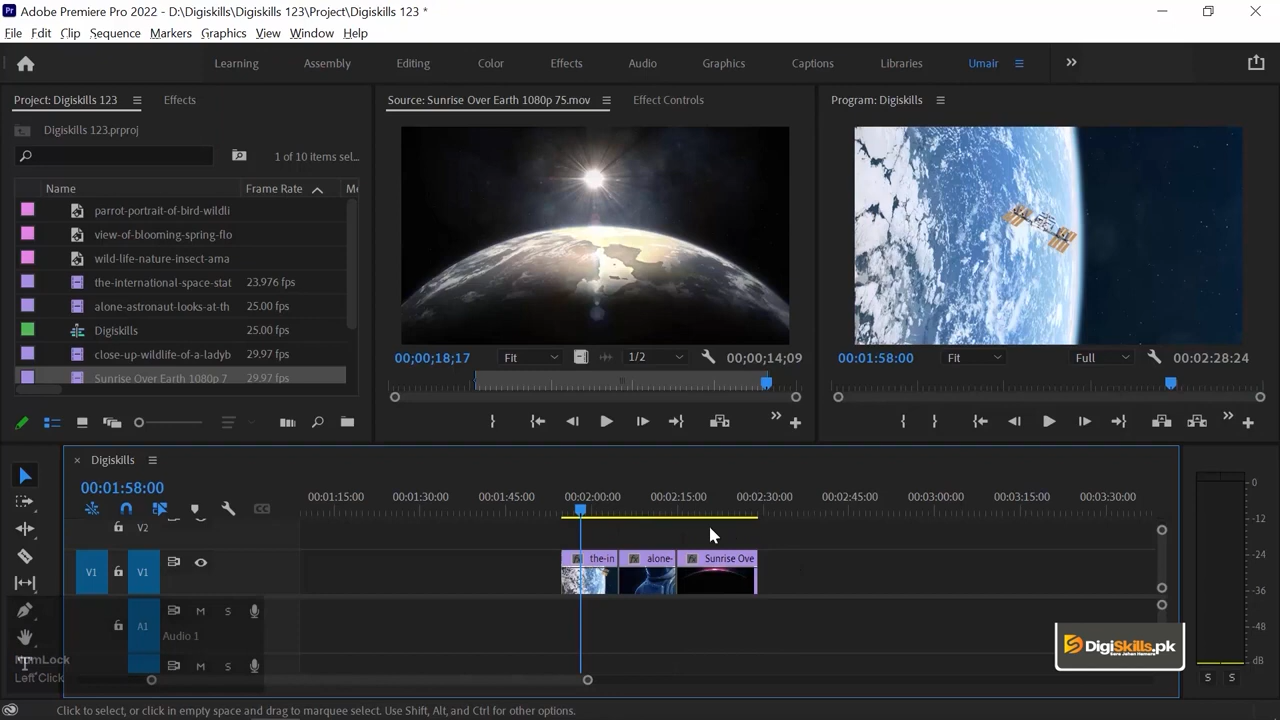 Adobe Premiere Pro 2022 - D:\Digiskills\Digiskills 123\Project\Digiskills 123 *
File Edit Clip Sequence Markers Graphics View Window Help
Learning Assembly Editing Color Effects Audio Graphics Captions Libraries Umair
Project: Digiskills 123 Effects
Source: Sunrise Over Earth 1080p 75.mov Effect Controls
Program: Digiskills
Digiskills 123.prproj
1 of 10 items sel...
Name Frame Rate Me
parrot-portrait-of-bird-wildli
view-of-blooming-spring-flo
wild-life-nature-insect-ama
the-international-space-stat 23.976 fps
alone-astronaut-looks-at-th 25.00 fps
Digiskills 25.00 fps
close-up-wildlife-of-a-ladyb 29.97 fps
Sunrise Over Earth 1080p 7 29.97 fps
00;00;18;17 Fit 1/2 00;00;14;09
00:01:58:00 Fit Full 00:02:28:24
Digiskills
00:01:58:00
00:01:15:00 00:01:30:00 00:01:45:00 00:02:00:00 00:02:15:00 00:02:30:00 00:02:45:00 00:03:00:00 00:03:15:00 00:03:30:00
V2
V1 V1
the-in alone- Sunrise Ove
A1 M S
Audio 1
M S
NumLock
Left Click
DigiSkills.pk
0
-12
-24
-36
-48
dB
S S
Click to select, or click in empty space and drag to marquee select. Use Shift, Alt, and Ctrl for other options.